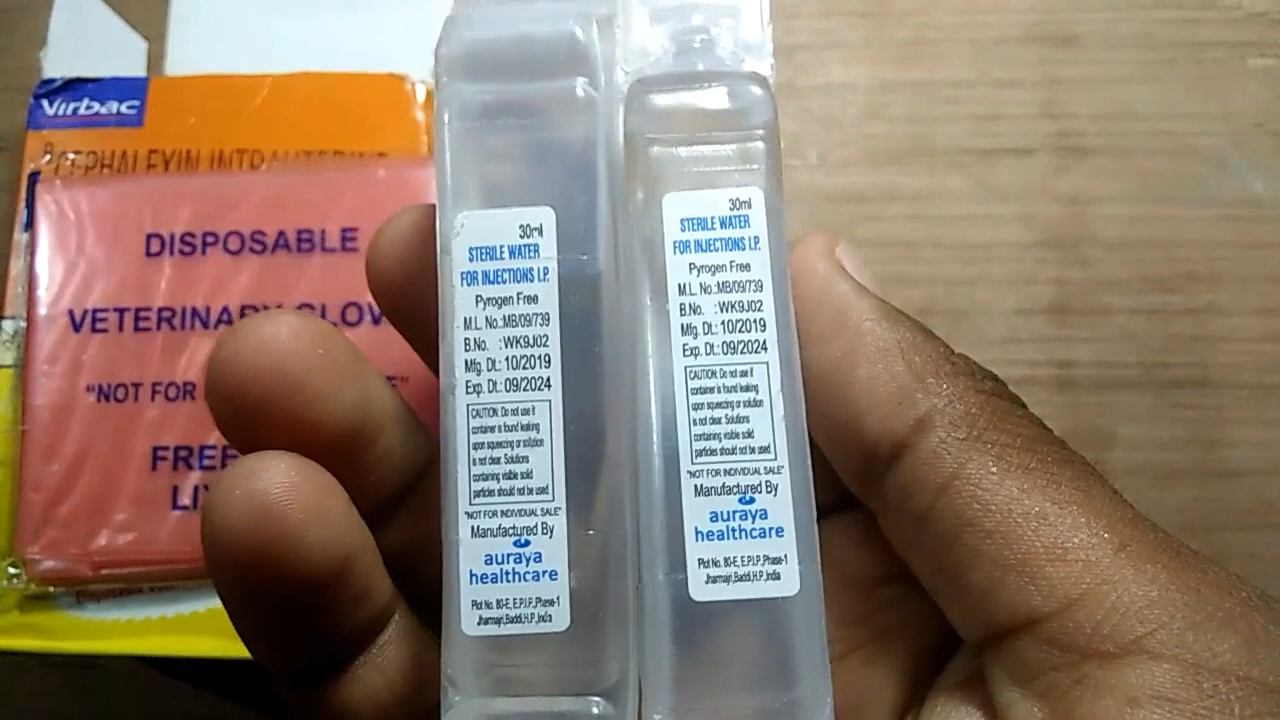 Virbac
CEPHALEXIN INTRAUTERINE
DISPOSABLE
VETERINARY
"NOT FOR
FREE
30ml
STERILE WATER
FOR INJECTIONS I.P.
Pyrogen Free
M.L. No.:MB/09/739
B.No. :WK9J02
Mfg. Dt.: 10/2019
Exp. Dt.: 09/2024
CAUTION: Do not use if
container is found leaking
upon squeezing or solution
is not clear. Solutions
containing visible solid
particles should not be used.
"NOT FOR INDIVIDUAL SALE"
Manufactured By
auraya
healthcare
Plot No. 80-E, E.P.I.P.,Phase-1
Jharmajri,Baddi,H.P.,India
30ml
STERILE WATER
FOR INJECTIONS I.P.
Pyrogen Free
M.L. No.:MB/09/739
B.No. :WK9J02
Mfg. Dt.: 10/2019
Exp. Dt.: 09/2024
CAUTION: Do not use if
container is found leaking
upon squeezing or solution
is not clear. Solutions
containing visible solid
particles should not be used.
"NOT FOR INDIVIDUAL SALE"
Manufactured By
auraya
healthcare
Plot No. 80-E, E.P.I.P.,Phase-1
Jharmajri,Baddi,H.P.,India